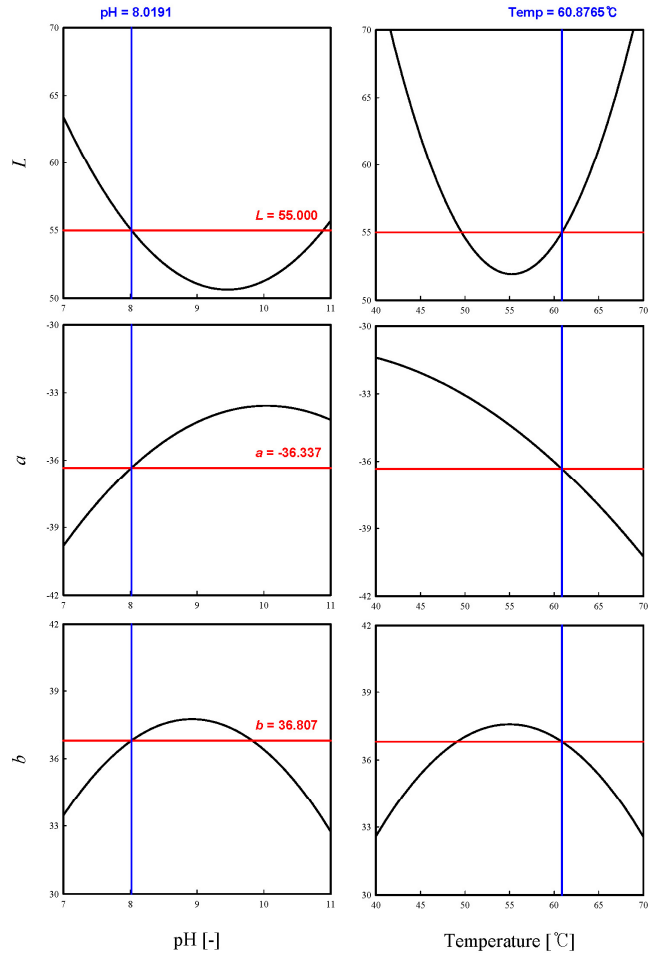 pH = 8.0191 Temp = 60.8765℃
70 70
65 65
L
60 60
L = 55.000
55 55
50 50
7 8 9 10 11 40 45 50 55 60 65 70
-30 -30
-33 -33
a
a = -36.337
-36 -36
-39 -39
-42 -42
7 8 9 10 11 40 45 50 55 60 65 70
42 42
39 39
b = 36.807
b
36 36
33 33
30 30
7 8 9 10 11 40 45 50 55 60 65 70
pH [-] Temperature [℃]